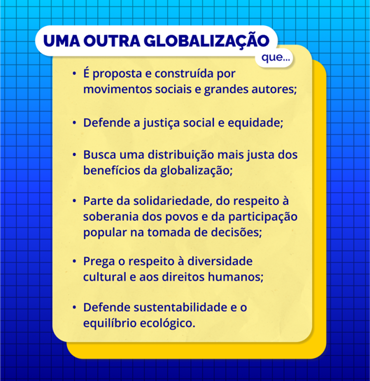 UMA OUTRA GLOBALIZAÇÃO
que...
• É proposta e construída por
movimentos sociais e grandes autores;
• Defende a justiça social e equidade;
• Busca uma distribuição mais justa dos
benefícios da globalização;
• Parte da solidariedade, do respeito à
soberania dos povos e da participação
popular na tomada de decisões;
• Prega o respeito à diversidade
cultural e aos direitos humanos;
• Defende sustentabilidade e o
equilíbrio ecológico.